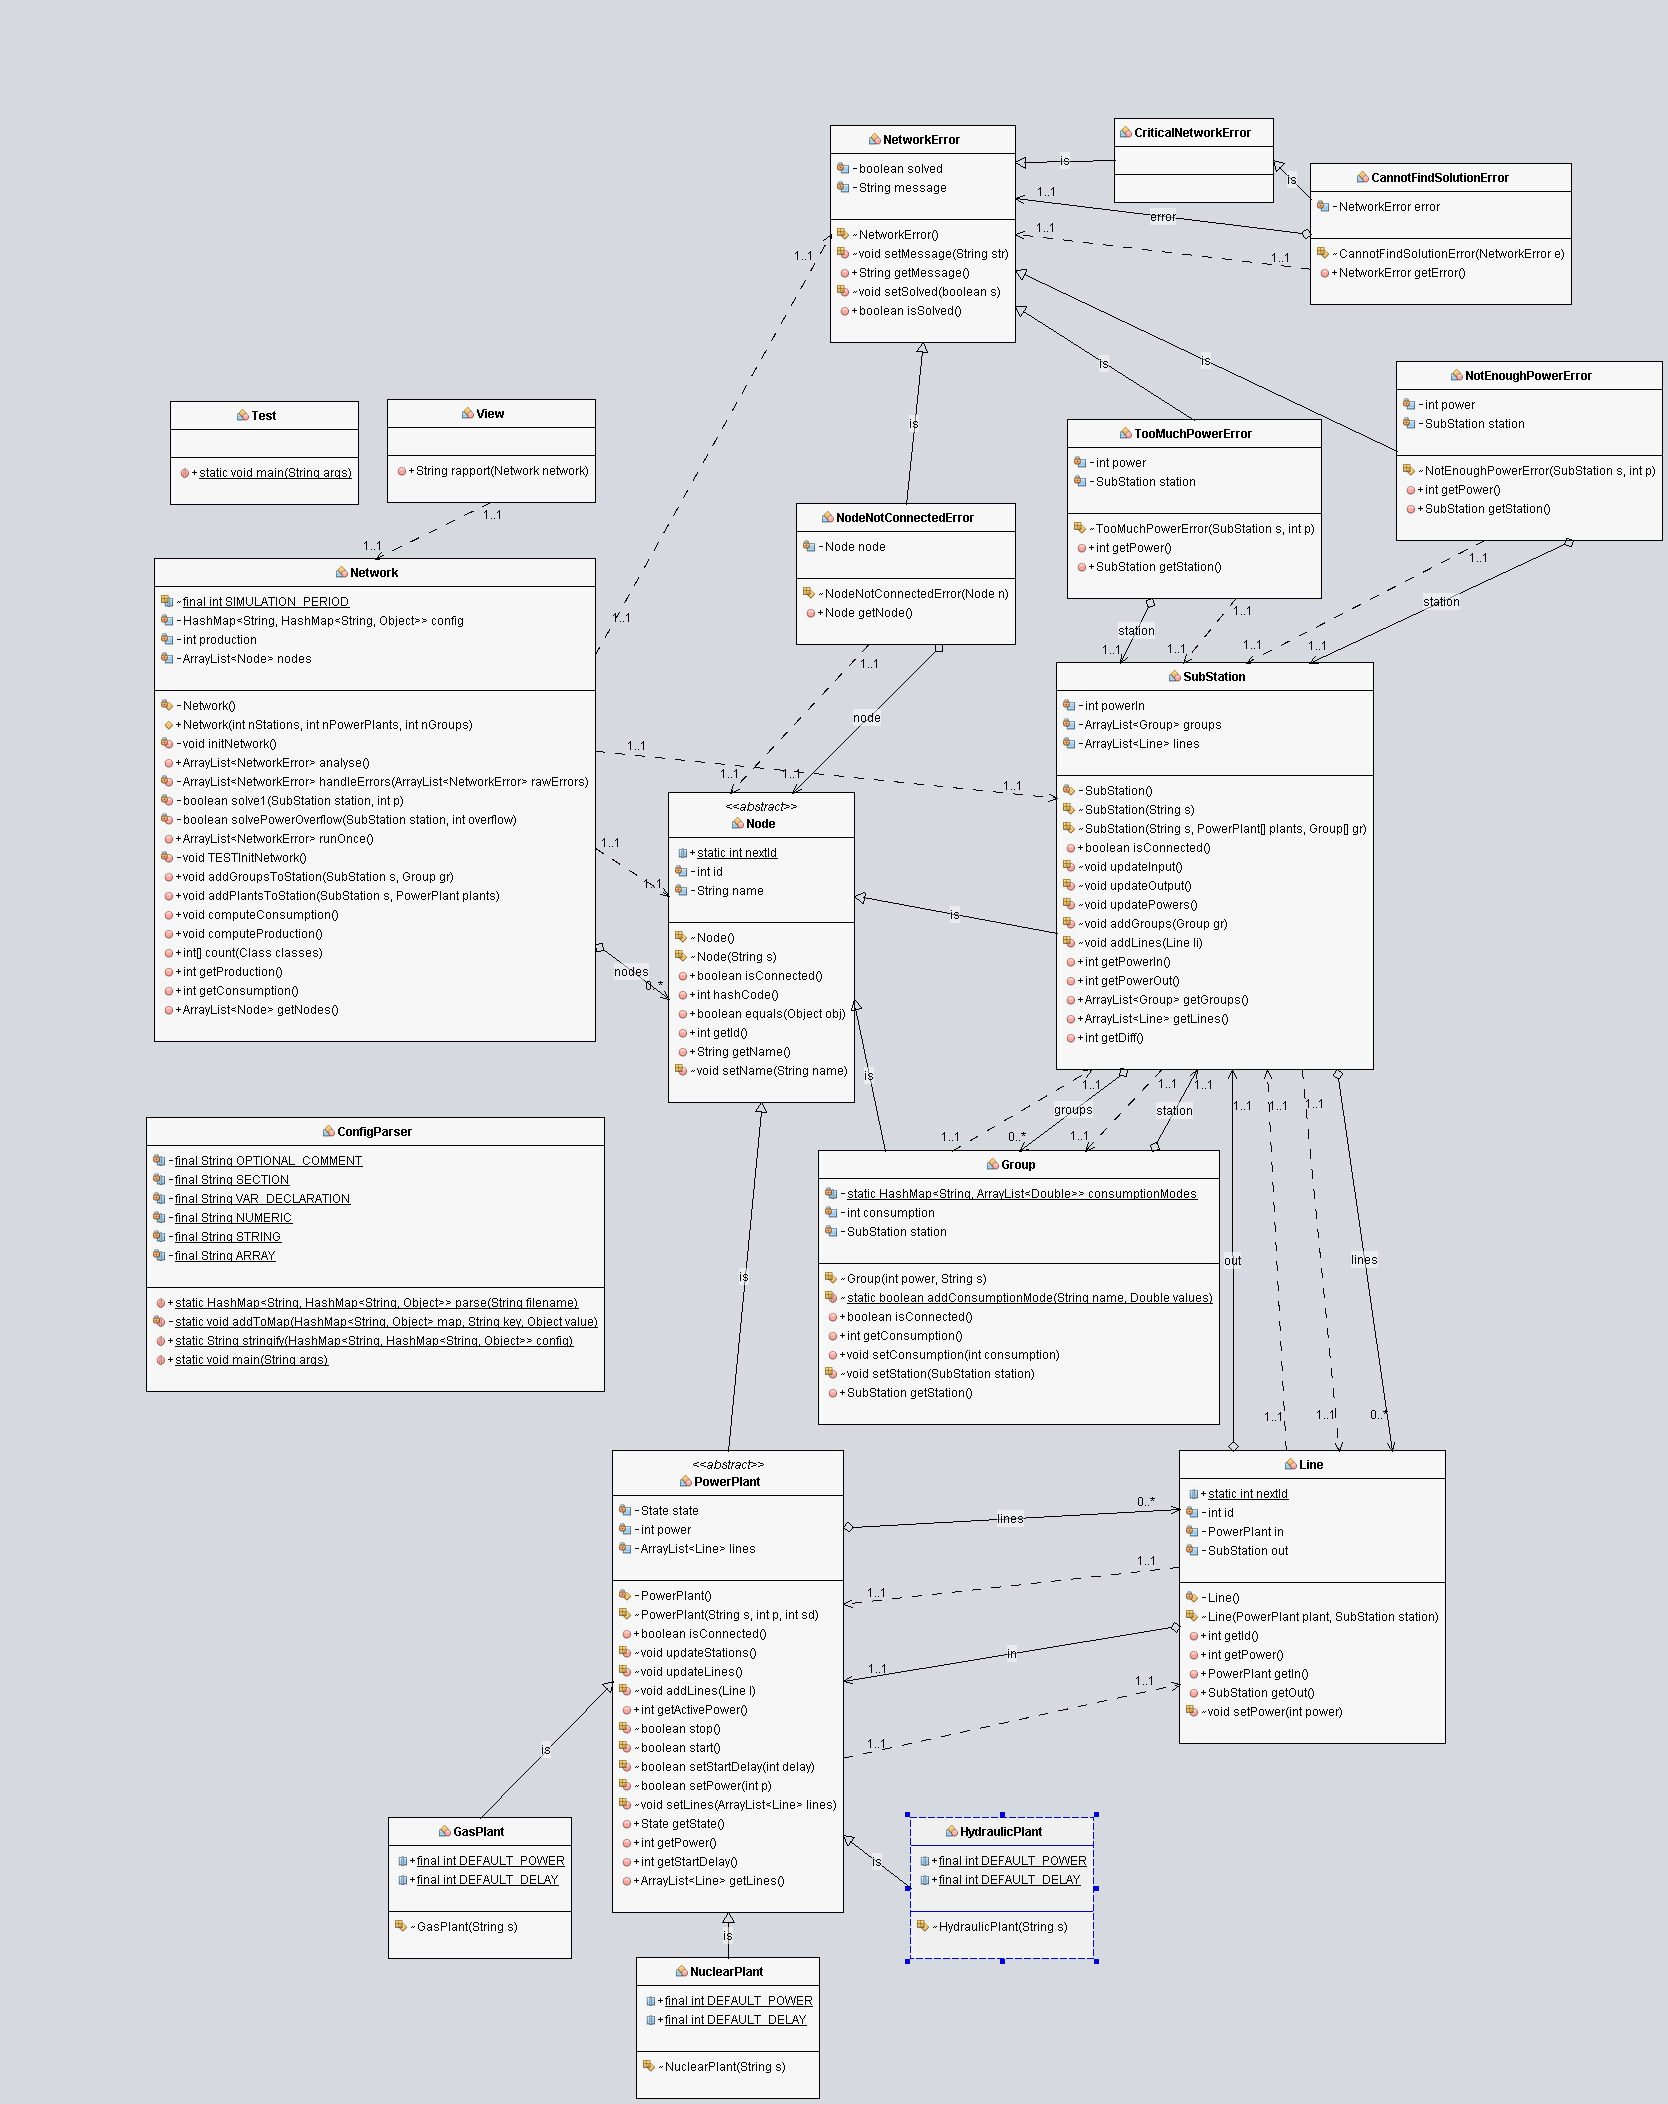 NetworkError
-boolean solved
-String message
~NetworkError()
~void setMessage(String str)
+String getMessage()
~void setSolved(boolean s)
+boolean isSolved()
CriticalNetworkError
is
CannotFindSolutionError
-NetworkError error
~CannotFindSolutionError(NetworkError e)
+NetworkError getError()
is
1..1
error
1..1
1..1
1..1
is
is
is
NotEnoughPowerError
-int power
-SubStation station
~NotEnoughPowerError(SubStation s, int p)
+int getPower()
+SubStation getStation()
TooMuchPowerError
-int power
-SubStation station
~TooMuchPowerError(SubStation s, int p)
+int getPower()
+SubStation getStation()
Test
+static void main(String args)
View
+String rapport(Network network)
1..1
1..1
NodeNotConnectedError
-Node node
~NodeNotConnectedError(Node n)
+Node getNode()
1..1
Network
~final int SIMULATION_PERIOD
-HashMap<String, HashMap<String, Object>> config
-int production
-ArrayList<Node> nodes
-Network()
+Network(int nStations, int nPowerPlants, int nGroups)
-void initNetwork()
+ArrayList<NetworkError> analyse()
-ArrayList<NetworkError> handleErrors(ArrayList<NetworkError> rawErrors)
-boolean solve1(SubStation station, int p)
-boolean solvePowerOverflow(SubStation station, int overflow)
+ArrayList<NetworkError> runOnce()
-void TESTInitNetwork()
+void addGroupsToStation(SubStation s, Group gr)
+void addPlantsToStation(SubStation s, PowerPlant plants)
+void computeConsumption()
+void computeProduction()
+int[] count(Class classes)
+int getProduction()
+int getConsumption()
+ArrayList<Node> getNodes()
1..1
node
1..1
1..1
station
1..1
1..1
1..1
1..1
station
1..1
1..1
1..1
1..1
1..1
1..1
nodes
0..*
<<abstract>>
Node
+static int nextId
-int id
-String name
~Node()
~Node(String s)
+boolean isConnected()
+int hashCode()
+boolean equals(Object obj)
+int getId()
+String getName()
~void setName(String name)
is
is
SubStation
-int powerIn
-ArrayList<Group> groups
-ArrayList<Line> lines
-SubStation()
~SubStation(String s)
~SubStation(String s, PowerPlant[] plants, Group[] gr)
+boolean isConnected()
~void updateInput()
~void updateOutput()
~void updatePowers()
~void addGroups(Group gr)
~void addLines(Line li)
+int getPowerIn()
+int getPowerOut()
+ArrayList<Group> getGroups()
+ArrayList<Line> getLines()
+int getDiff()
1..1
1..1
1..1
1..1
1..1
1..1
groups
station
1..1
0..*
1..1
ConfigParser
-final String OPTIONAL_COMMENT
-final String SECTION
-final String VAR_DECLARATION
-final String NUMERIC
-final String STRING
-final String ARRAY
+static HashMap<String, HashMap<String, Object>> parse(String filename)
-static void addToMap(HashMap<String, Object> map, String key, Object value)
+static String stringify(HashMap<String, HashMap<String, Object>> config)
+static void main(String args)
is
Group
-static HashMap<String, ArrayList<Double>> consumptionModes
-int consumption
-SubStation station
~Group(int power, String s)
~static boolean addConsumptionMode(String name, Double values)
+boolean isConnected()
+int getConsumption()
+void setConsumption(int consumption)
~void setStation(SubStation station)
+SubStation getStation()
out
lines
1..1
1..1
0..*
<<abstract>>
PowerPlant
-State state
-int power
-ArrayList<Line> lines
-PowerPlant()
~PowerPlant(String s, int p, int sd)
+boolean isConnected()
~void updateStations()
~void updateLines()
~void addLines(Line l)
+int getActivePower()
~boolean stop()
~boolean start()
~boolean setStartDelay(int delay)
~boolean setPower(int p)
~void setLines(ArrayList<Line> lines)
+State getState()
+int getPower()
+int getStartDelay()
+ArrayList<Line> getLines()
0..*
lines
1..1
1..1
in
1..1
1..1
1..1
Line
+static int nextId
-int id
-PowerPlant in
-SubStation out
-Line()
~Line(PowerPlant plant, SubStation station)
+int getId()
+int getPower()
+PowerPlant getIn()
+SubStation getOut()
~void setPower(int power)
is
is
is
GasPlant
+final int DEFAULT_POWER
+final int DEFAULT_DELAY
~GasPlant(String s)
HydraulicPlant
+final int DEFAULT_POWER
+final int DEFAULT_DELAY
~HydraulicPlant(String s)
NuclearPlant
+final int DEFAULT_POWER
+final int DEFAULT_DELAY
~NuclearPlant(String s)